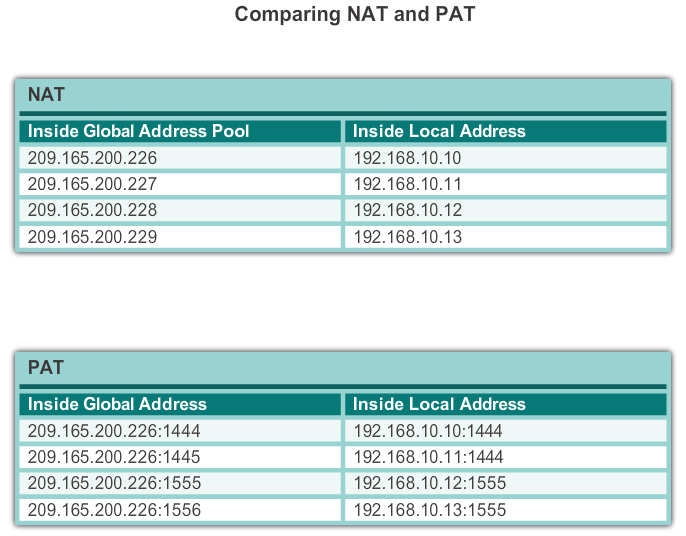 Comparing NAT and PAT
NAT
Inside Global Address Pool Inside Local Address
209.165.200.226 192.168.10.10
209.165.200.227 192.168.10.11
209.165.200.228 192.168.10.12
209.165.200.229 192.168.10.13
PAT
Inside Global Address Inside Local Address
209.165.200.226:1444 192.168.10.10:1444
209.165.200.226:1445 192.168.10.11:1444
209.165.200.226:1555 192.168.10.12:1555
209.165.200.226:1556 192.168.10.13:1555